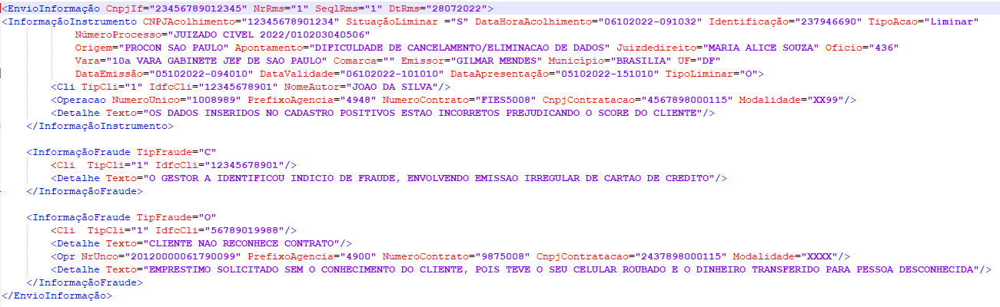 <EnvioInformação CnpjIf="23456789012345" NrRms="1" SeqlRms="1" DtRms="28072022">
<InformaçãoInstrumento CNPJAcolhimento="12345678901234" SituaçãoLiminar ="S" DataHoraAcolhimento="06102022-091032" Identificação="237946690" TipoAcao="Liminar"
NúmeroProcesso="JUIZADO CIVEL 2022/010203040506"
Origem="PROCON SAO PAULO" Apontamento="DIFICULDADE DE CANCELAMENTO/ELIMINACAO DE DADOS" Juizdedireito="MARIA ALICE SOUZA" Oficio="436"
Vara="10a VARA GABINETE JEF DE SAO PAULO" Comarca="" Emissor="GILMAR MENDES" Município="BRASILIA" UF="DF"
DataEmissão="05102022-094010" DataValidade="06102022-101010" DataApresentação="05102022-151010" TipoLiminar="O">
<Cli TipCli="1" IdfcCli="12345678901" NomeAutor="JOAO DA SILVA"/>
<Operacao NumeroUnico="1008989" PrefixoAgencia="4948" NumeroContrato="FIES5008" CnpjContratacao="4567898000115" Modalidade="XX99"/>
<Detalhe Texto="OS DADOS INSERIDOS NO CADASTRO POSITIVOS ESTAO INCORRETOS PREJUDICANDO O SCORE DO CLIENTE"/>
</InformaçãoInstrumento>
<InformaçãoFraude TipFraude="C"
<Cli  TipCli="1" IdfcCli="12345678901"/>
<Detalhe Texto="O GESTOR A IDENTIFICOU INDICIO DE FRAUDE, ENVOLVENDO EMISSAO IRREGULAR DE CARTAO DE CREDITO"/>
</InformaçãoFraude>
<InformaçãoFraude TipFraude="O"
<Cli  TipCli="1" IdfcCli="56789019988"/>
<Detalhe Texto="CLIENTE NAO RECONHECE CONTRATO"/>
<Opr NrUnco="20120000061790099" PrefixoAgencia="4900" NumeroContrato="9875008" CnpjContratacao="2437898000115" Modalidade="XXXX"/>
<Detalhe Texto="EMPRESTIMO SOLICITADO SEM O CONHECIMENTO DO CLIENTE, POIS TEVE O SEU CELULAR ROUBADO E O DINHEIRO TRANSFERIDO PARA PESSOA DESCONHECIDA"/>
</InformaçãoFraude>
</EnvioInformação>